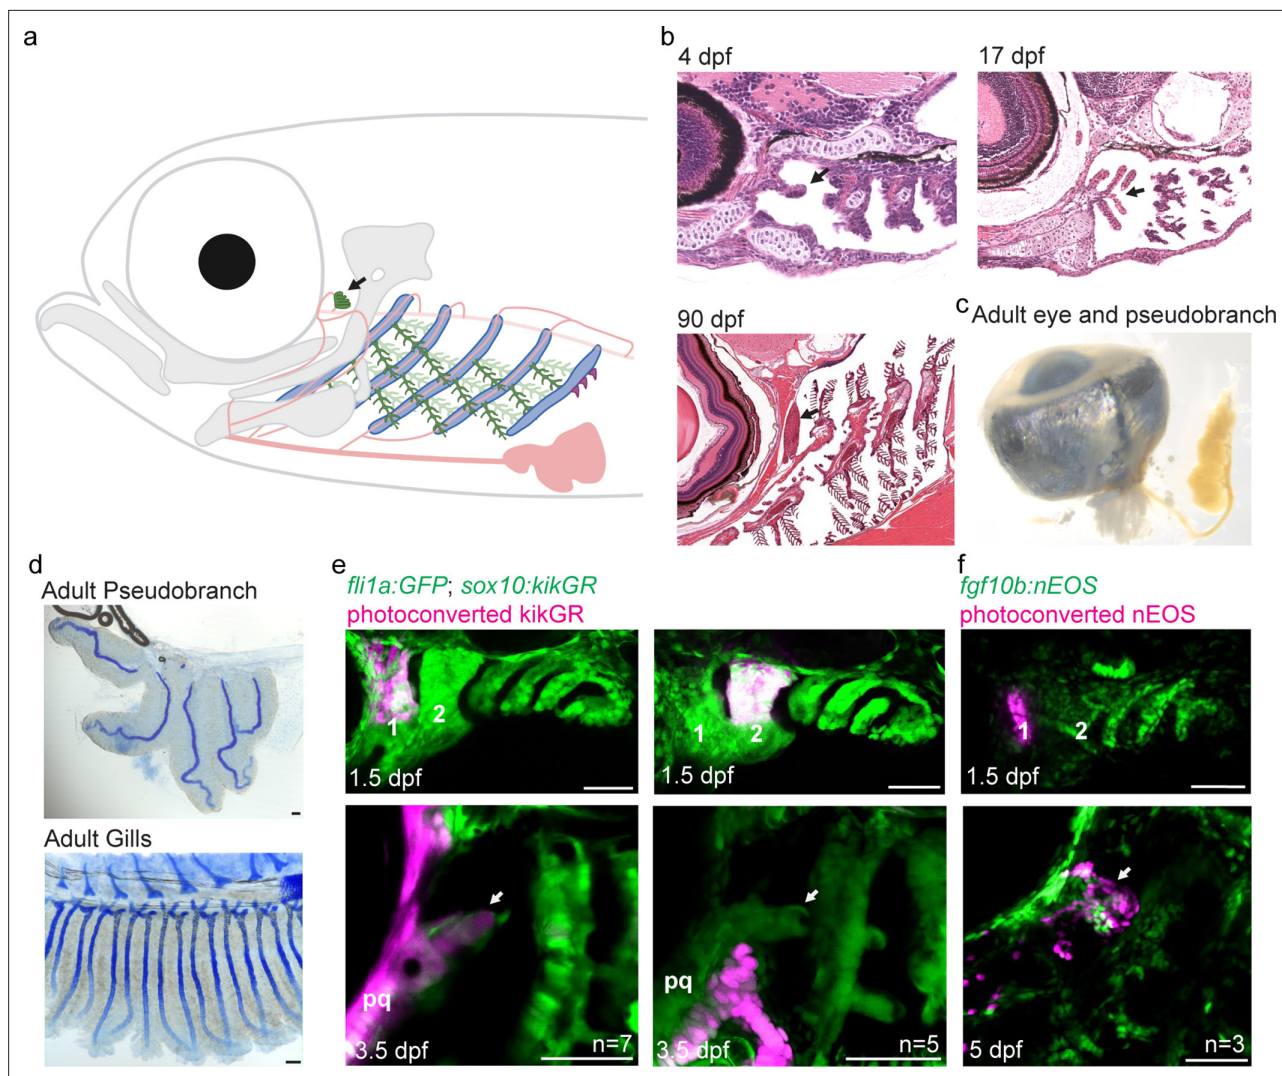 a
b
4 dpf
17 dpf
90 dpf
c
Adult eye and pseudobranch
d
Adult Pseudobranch
Adult Gills
e
fli1a:GFP; sox10:kikGR
photoconverted kikGR
1
2
1.5 dpf
1
2
1.5 dpf
pq
3.5 dpf
n=7
pq
3.5 dpf
n=5
f
fgf10b:nEOS
photoconverted nEOS
1
2
1.5 dpf
5 dpf
n=3